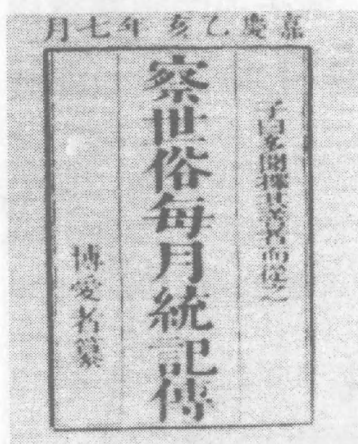 嘉慶乙亥年七月
子曰多聞擇其善者而從之
察世俗每月統記傳
博愛者纂